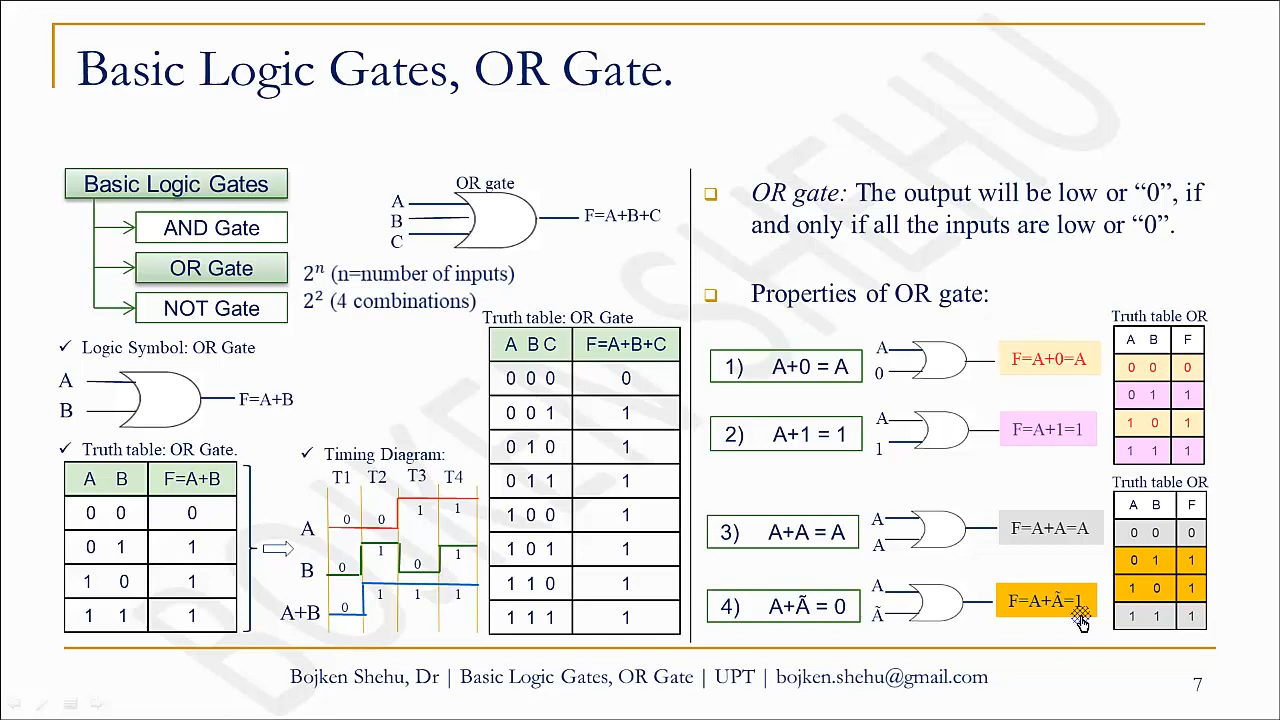 Basic Logic Gates, OR Gate.
Basic Logic Gates
AND Gate
OR Gate
NOT Gate
OR gate
A
B
C
F=A+B+C
2ⁿ (n=number of inputs)
2² (4 combinations)
✓ Logic Symbol: OR Gate
A
B
F=A+B
✓ Truth table: OR Gate.
A B F=A+B
0 0 0
0 1 1
1 0 1
1 1 1
✓ Timing Diagram:
T1 T2 T3 T4
A 0 0 1 1
B 0 1 0 1
A+B 0 1 1 1
Truth table: OR Gate
A B C F=A+B+C
0 0 0 0
0 0 1 1
0 1 0 1
0 1 1 1
1 0 0 1
1 0 1 1
1 1 0 1
1 1 1 1
OR gate: The output will be low or “0”, if
and only if all the inputs are low or “0”.
Properties of OR gate:
1) A+0 = A
A
0
F=A+0=A
2) A+1 = 1
A
1
F=A+1=1
Truth table OR
A B F
0 0 0
0 1 1
1 0 1
1 1 1
3) A+A = A
A
A
F=A+A=A
4) A+Ã = 0
A
Ã
F=A+Ã=1
Truth table OR
A B F
0 0 0
0 1 1
1 0 1
1 1 1
Bojken Shehu, Dr | Basic Logic Gates, OR Gate | UPT | bojken.shehu@gmail.com
7
BOJKEN SHEHU